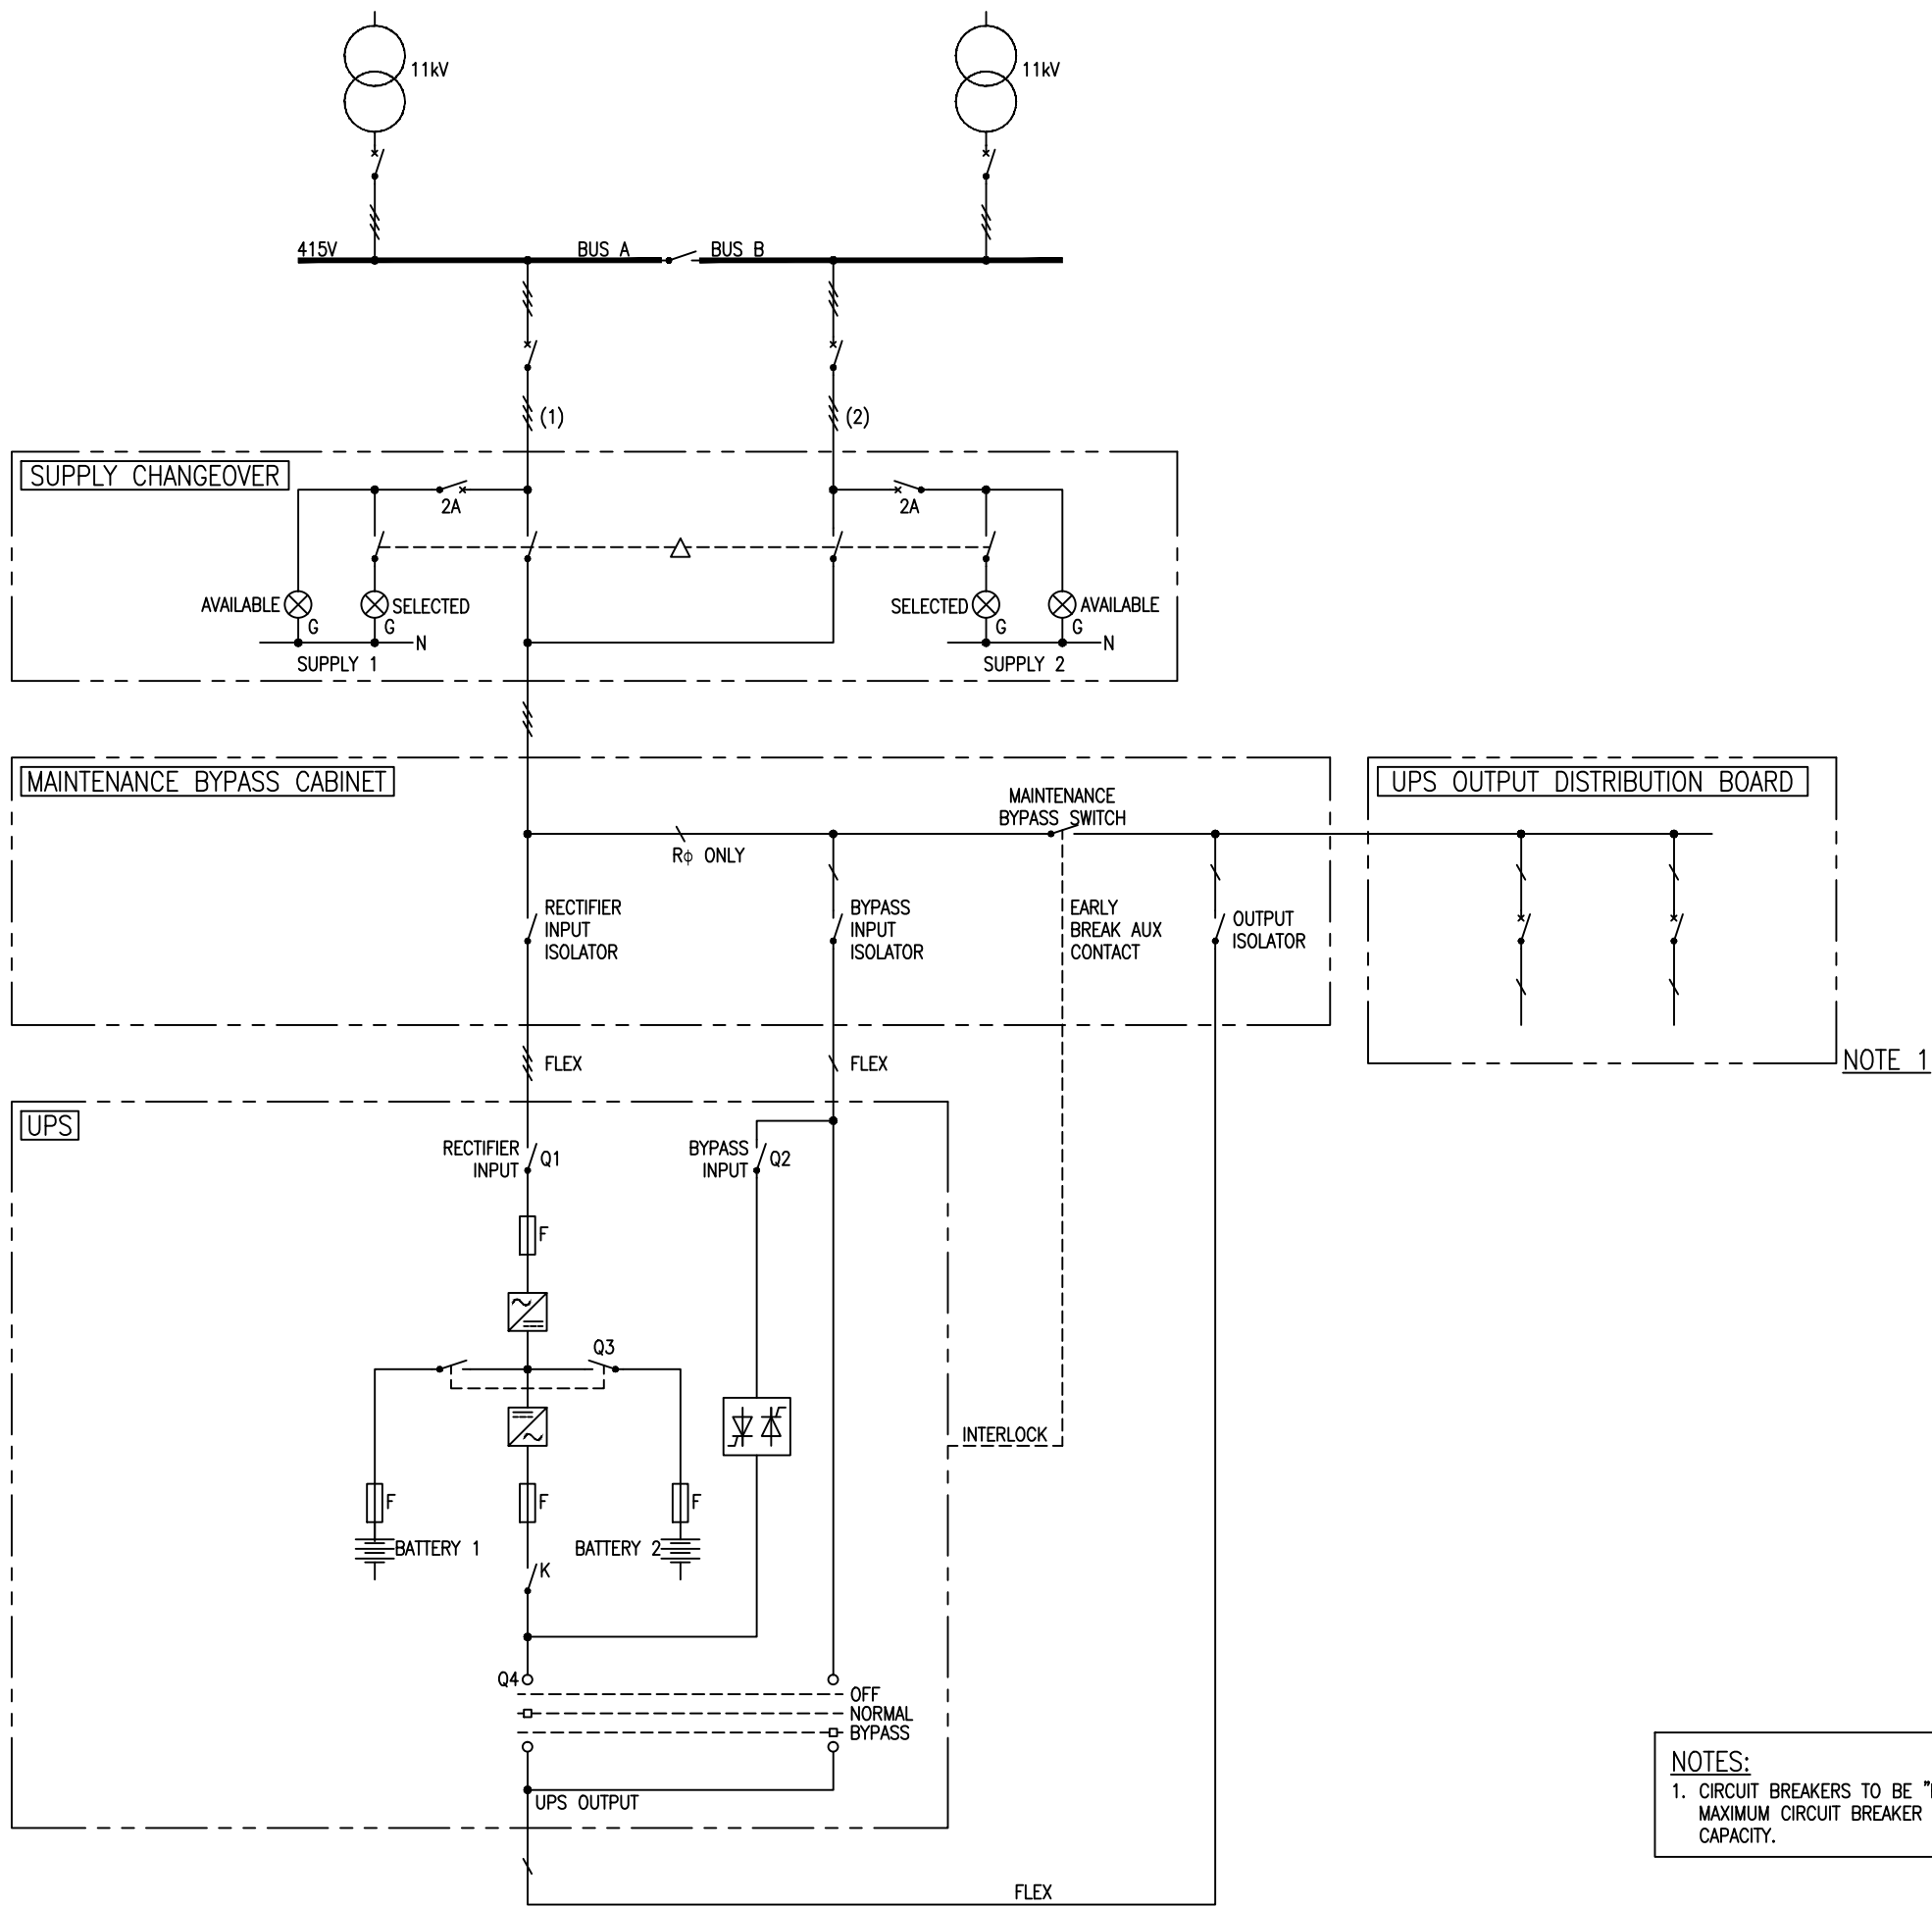 11kV
11kV
415V
BUS A
BUS B
(1)
(2)
SUPPLY CHANGEOVER
2A
2A
AVAILABLE
SELECTED
SELECTED
AVAILABLE
G
G
G
G
N
N
SUPPLY 1
SUPPLY 2
MAINTENANCE BYPASS CABINET
UPS OUTPUT DISTRIBUTION BOARD
MAINTENANCE
BYPASS SWITCH
Rϕ ONLY
RECTIFIER
INPUT
ISOLATOR
BYPASS
INPUT
ISOLATOR
EARLY
BREAK AUX
CONTACT
OUTPUT
ISOLATOR
FLEX
FLEX
NOTE 1
UPS
RECTIFIER
INPUT
Q1
BYPASS
INPUT
Q2
F
Q3
INTERLOCK
F
F
F
BATTERY 1
BATTERY 2
K
Q4
OFF
NORMAL
BYPASS
UPS OUTPUT
FLEX
NOTES:
1. CIRCUIT BREAKERS TO BE "
MAXIMUM CIRCUIT BREAKER
CAPACITY.